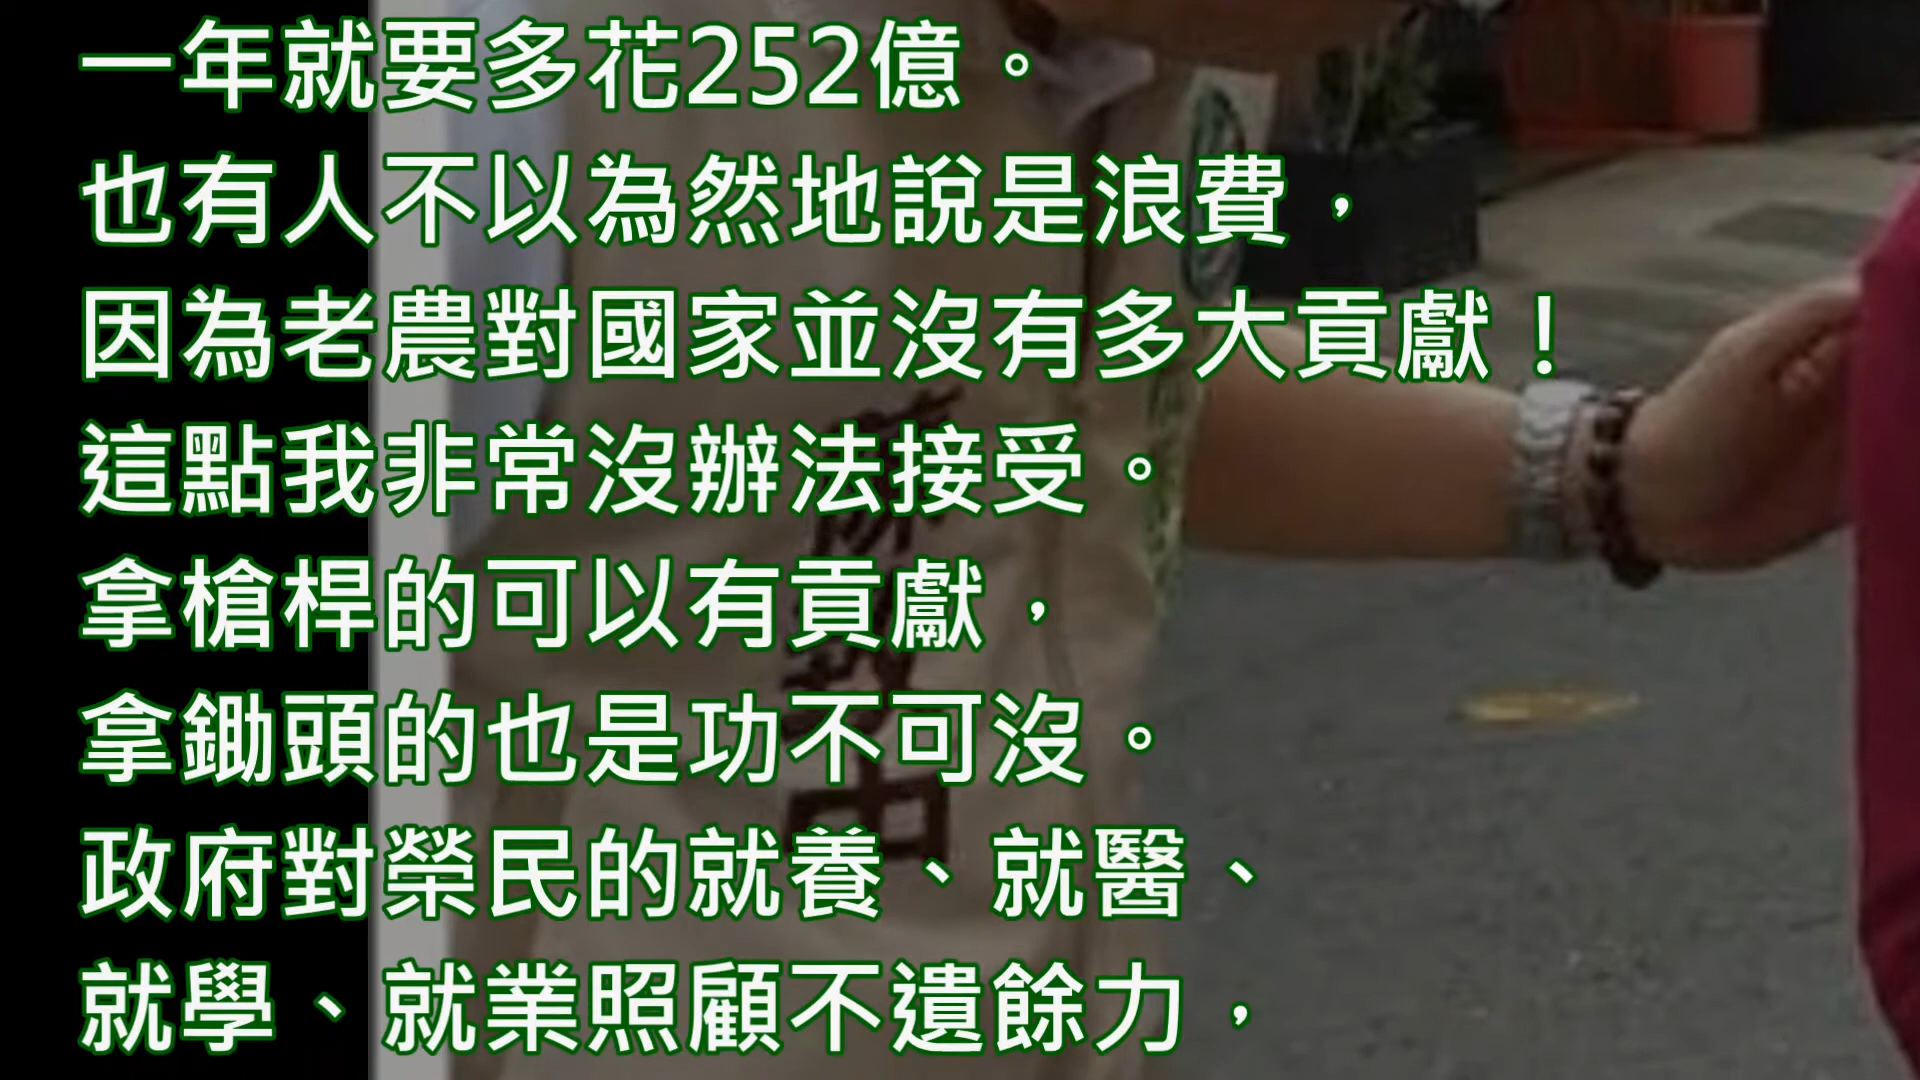 一年就要多花252億。
也有人不以為然地說是浪費，
因為老農對國家並沒有多大貢獻！
這點我非常沒辦法接受。
拿槍桿的可以有貢獻，
拿鋤頭的也是功不可沒。
政府對榮民的就養、就醫、
就學、就業照顧不遺餘力，